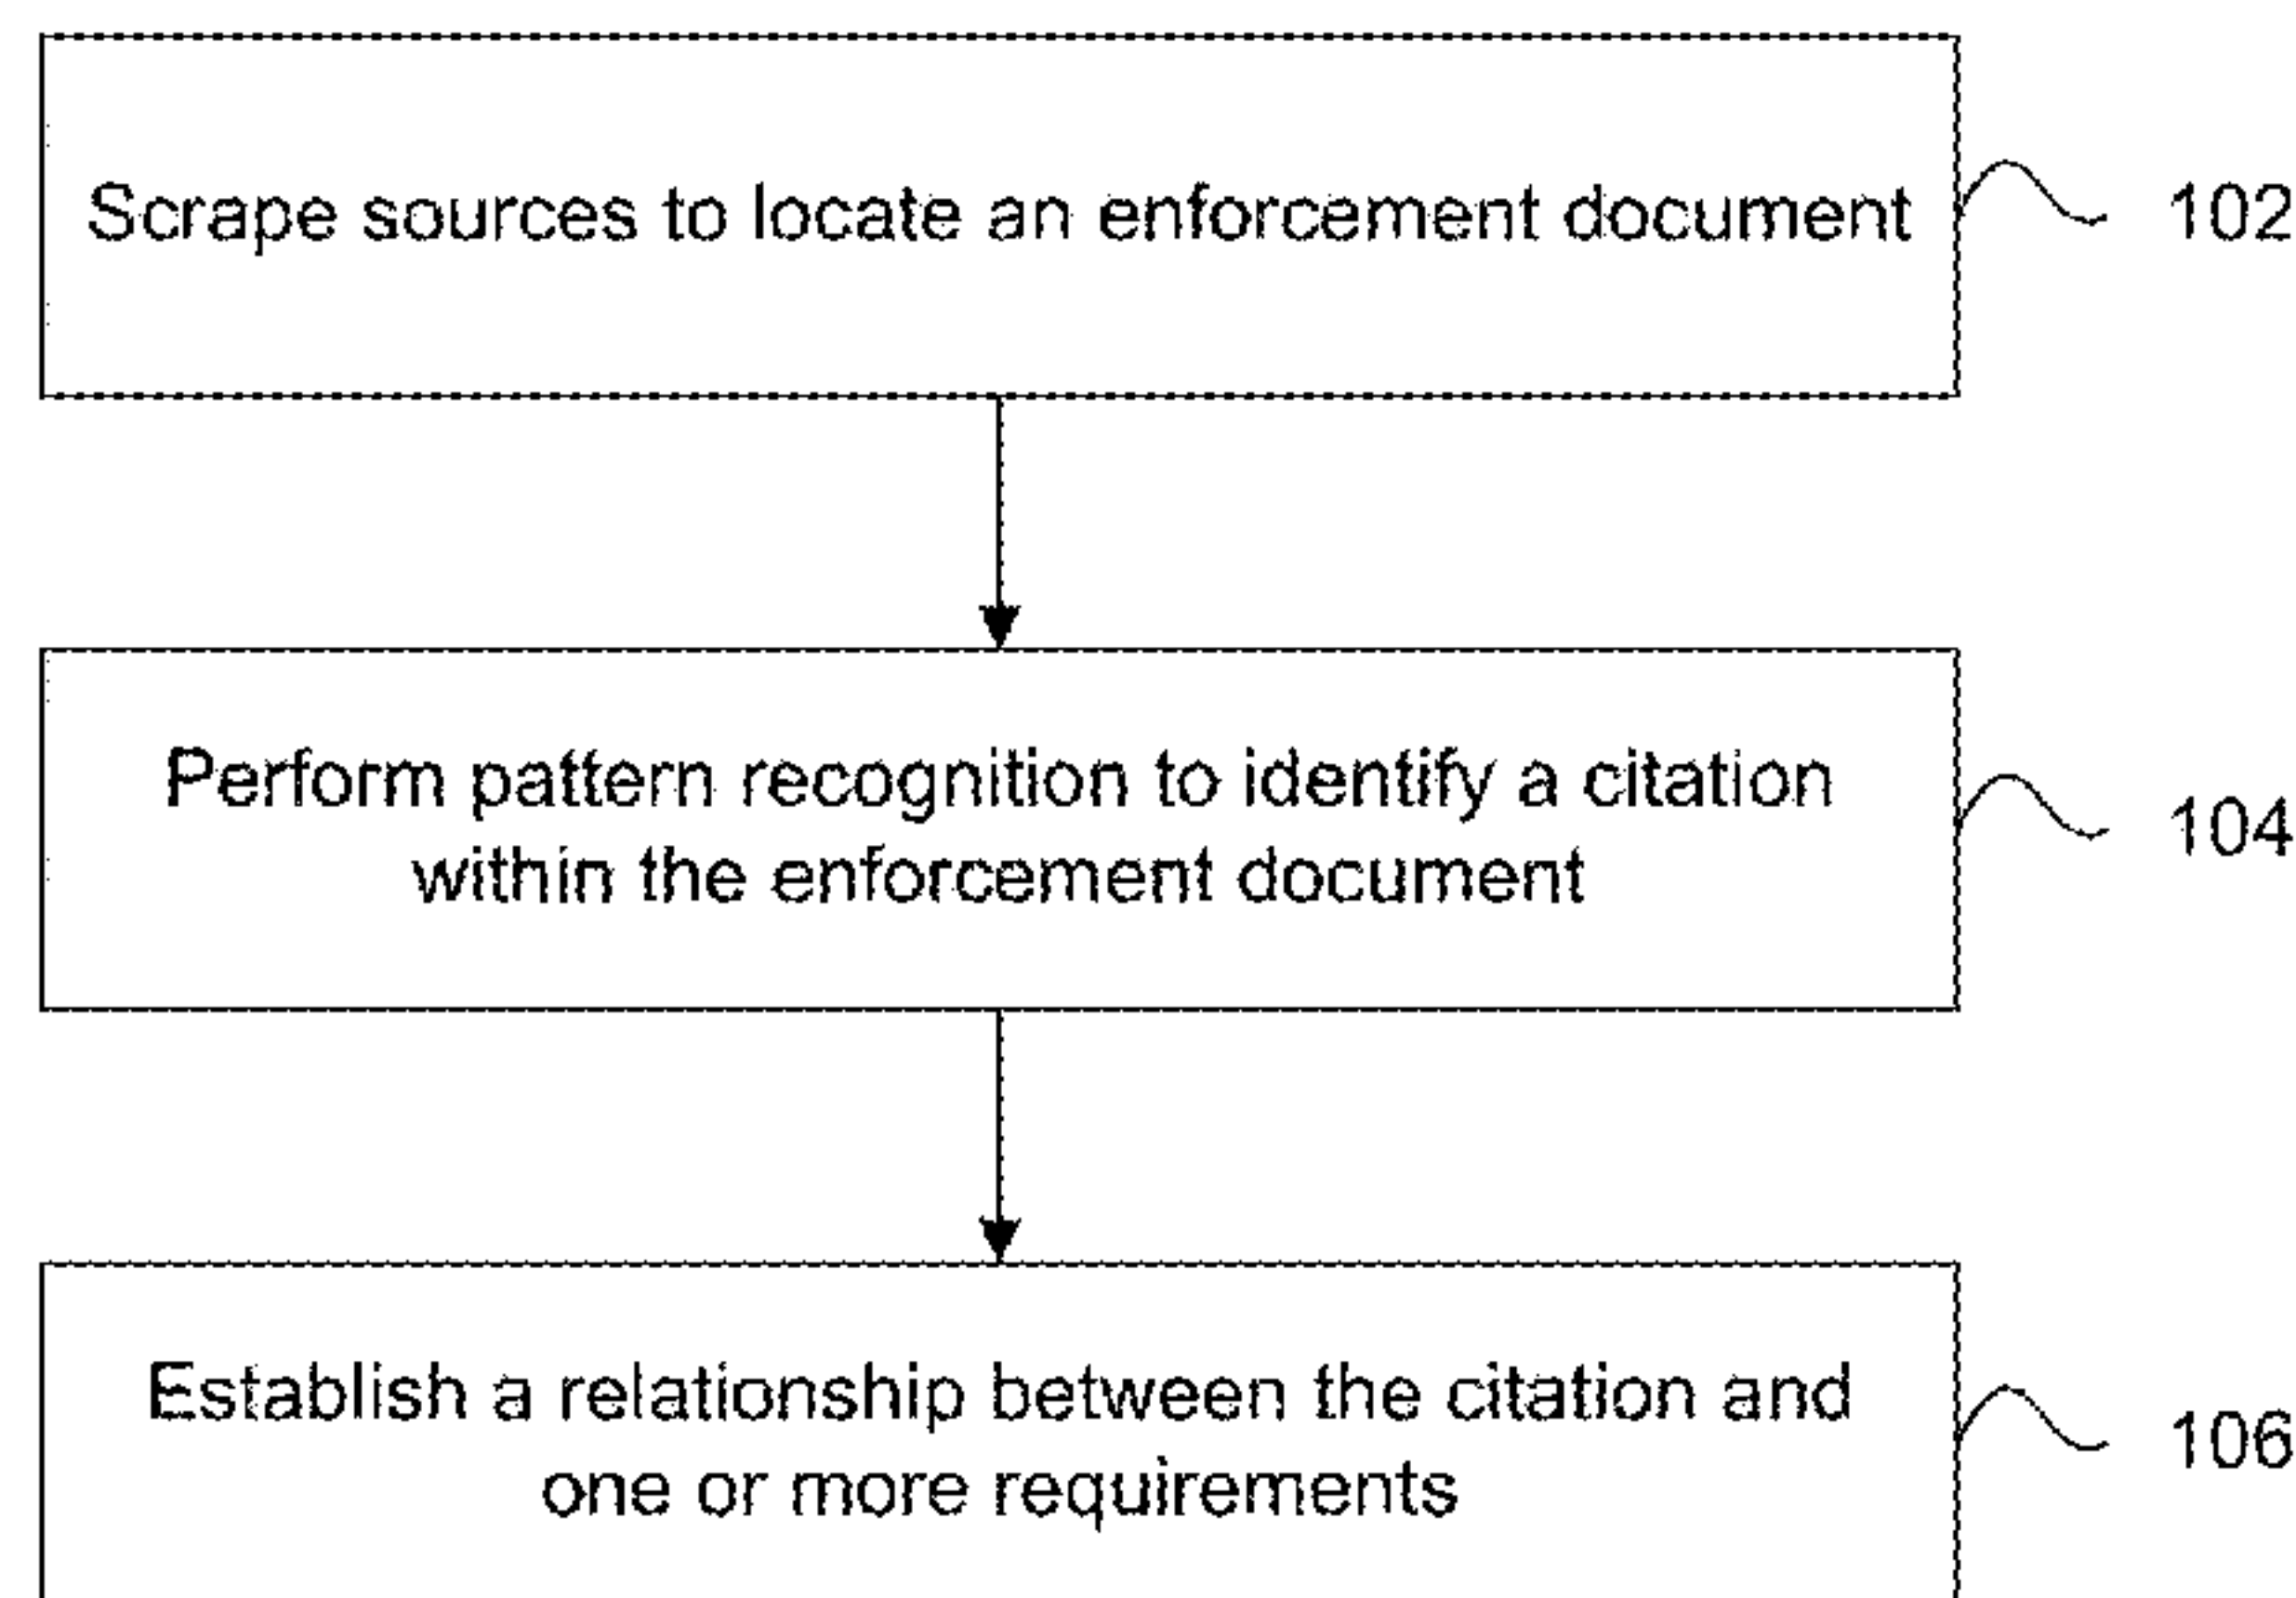 Scrape sources to locate an enforcement document
102
Perform pattern recognition to identify a citation
within the enforcement document
104
Establish a relationship between the citation and
one or more requirements
106